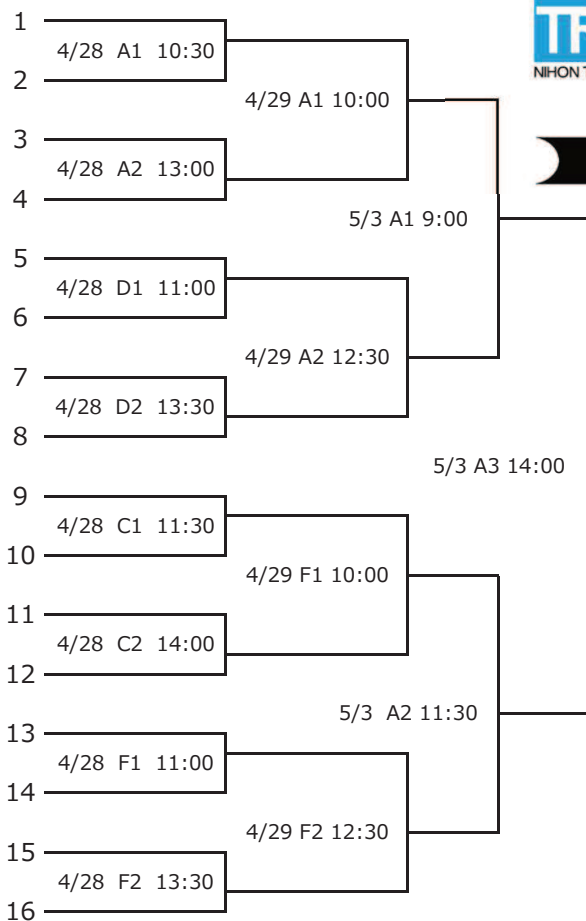 1
4/28 A1 10:30
2
4/29 A1 10:00
3
4/28 A2 13:00
4
5/3 A1 9:00
5
4/28 D1 11:00
6
4/29 A2 12:30
7
4/28 D2 13:30
8
5/3 A3 14:00
9
4/28 C1 11:30
10
4/29 F1 10:00
11
4/28 C2 14:00
12
5/3 A2 11:30
13
4/28 F1 11:00
14
4/29 F2 12:30
15
4/28 F2 13:30
16
NIHON